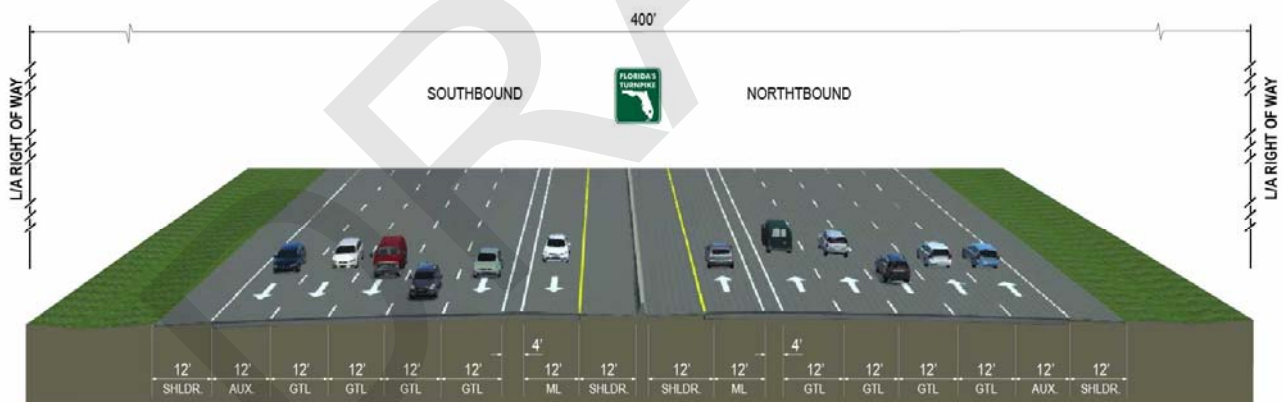 400'
L/A RIGHT OF WAY
SOUTHBOUND
FLORIDA'S
TURNPIKE
NORTHTBOUND
L/A RIGHT OF WAY
DRA
4' 4'
12' 12' 12' 12' 12' 12' 12' 12' 12' 12' 12' 12' 12' 12' 12' 12'
SHLDR. AUX. GTL GTL GTL GTL ML SHLDR. SHLDR. ML GTL GTL GTL GTL AUX. SHLDR.